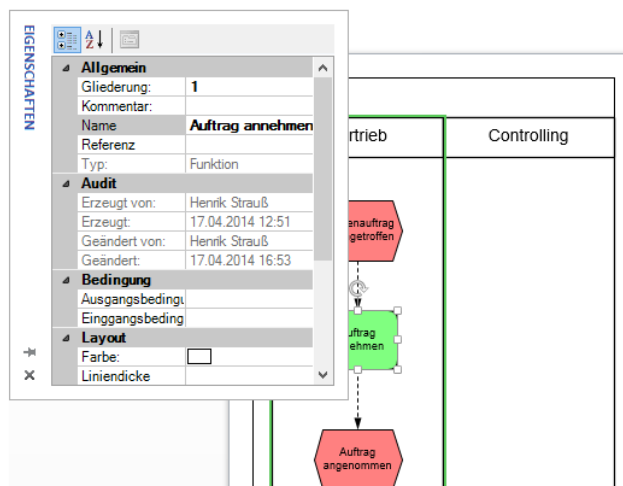 EIGENSCHAFTEN
Allgemein
Gliederung: 1
Kommentar:
Name Auftrag annehmen
Referenz
Typ: Funktion
Audit
Erzeugt von: Henrik Strauß
Erzeugt: 17.04.2014 12:51
Geändert von: Henrik Strauß
Geändert: 17.04.2014 16:53
Bedingung
Ausgangsbedingu
Einggangsbeding
Layout
Farbe:
Liniendicke
rtrieb Controlling
enauftrag
getroffen
uftrag
ehmen
Auftrag
angenommen